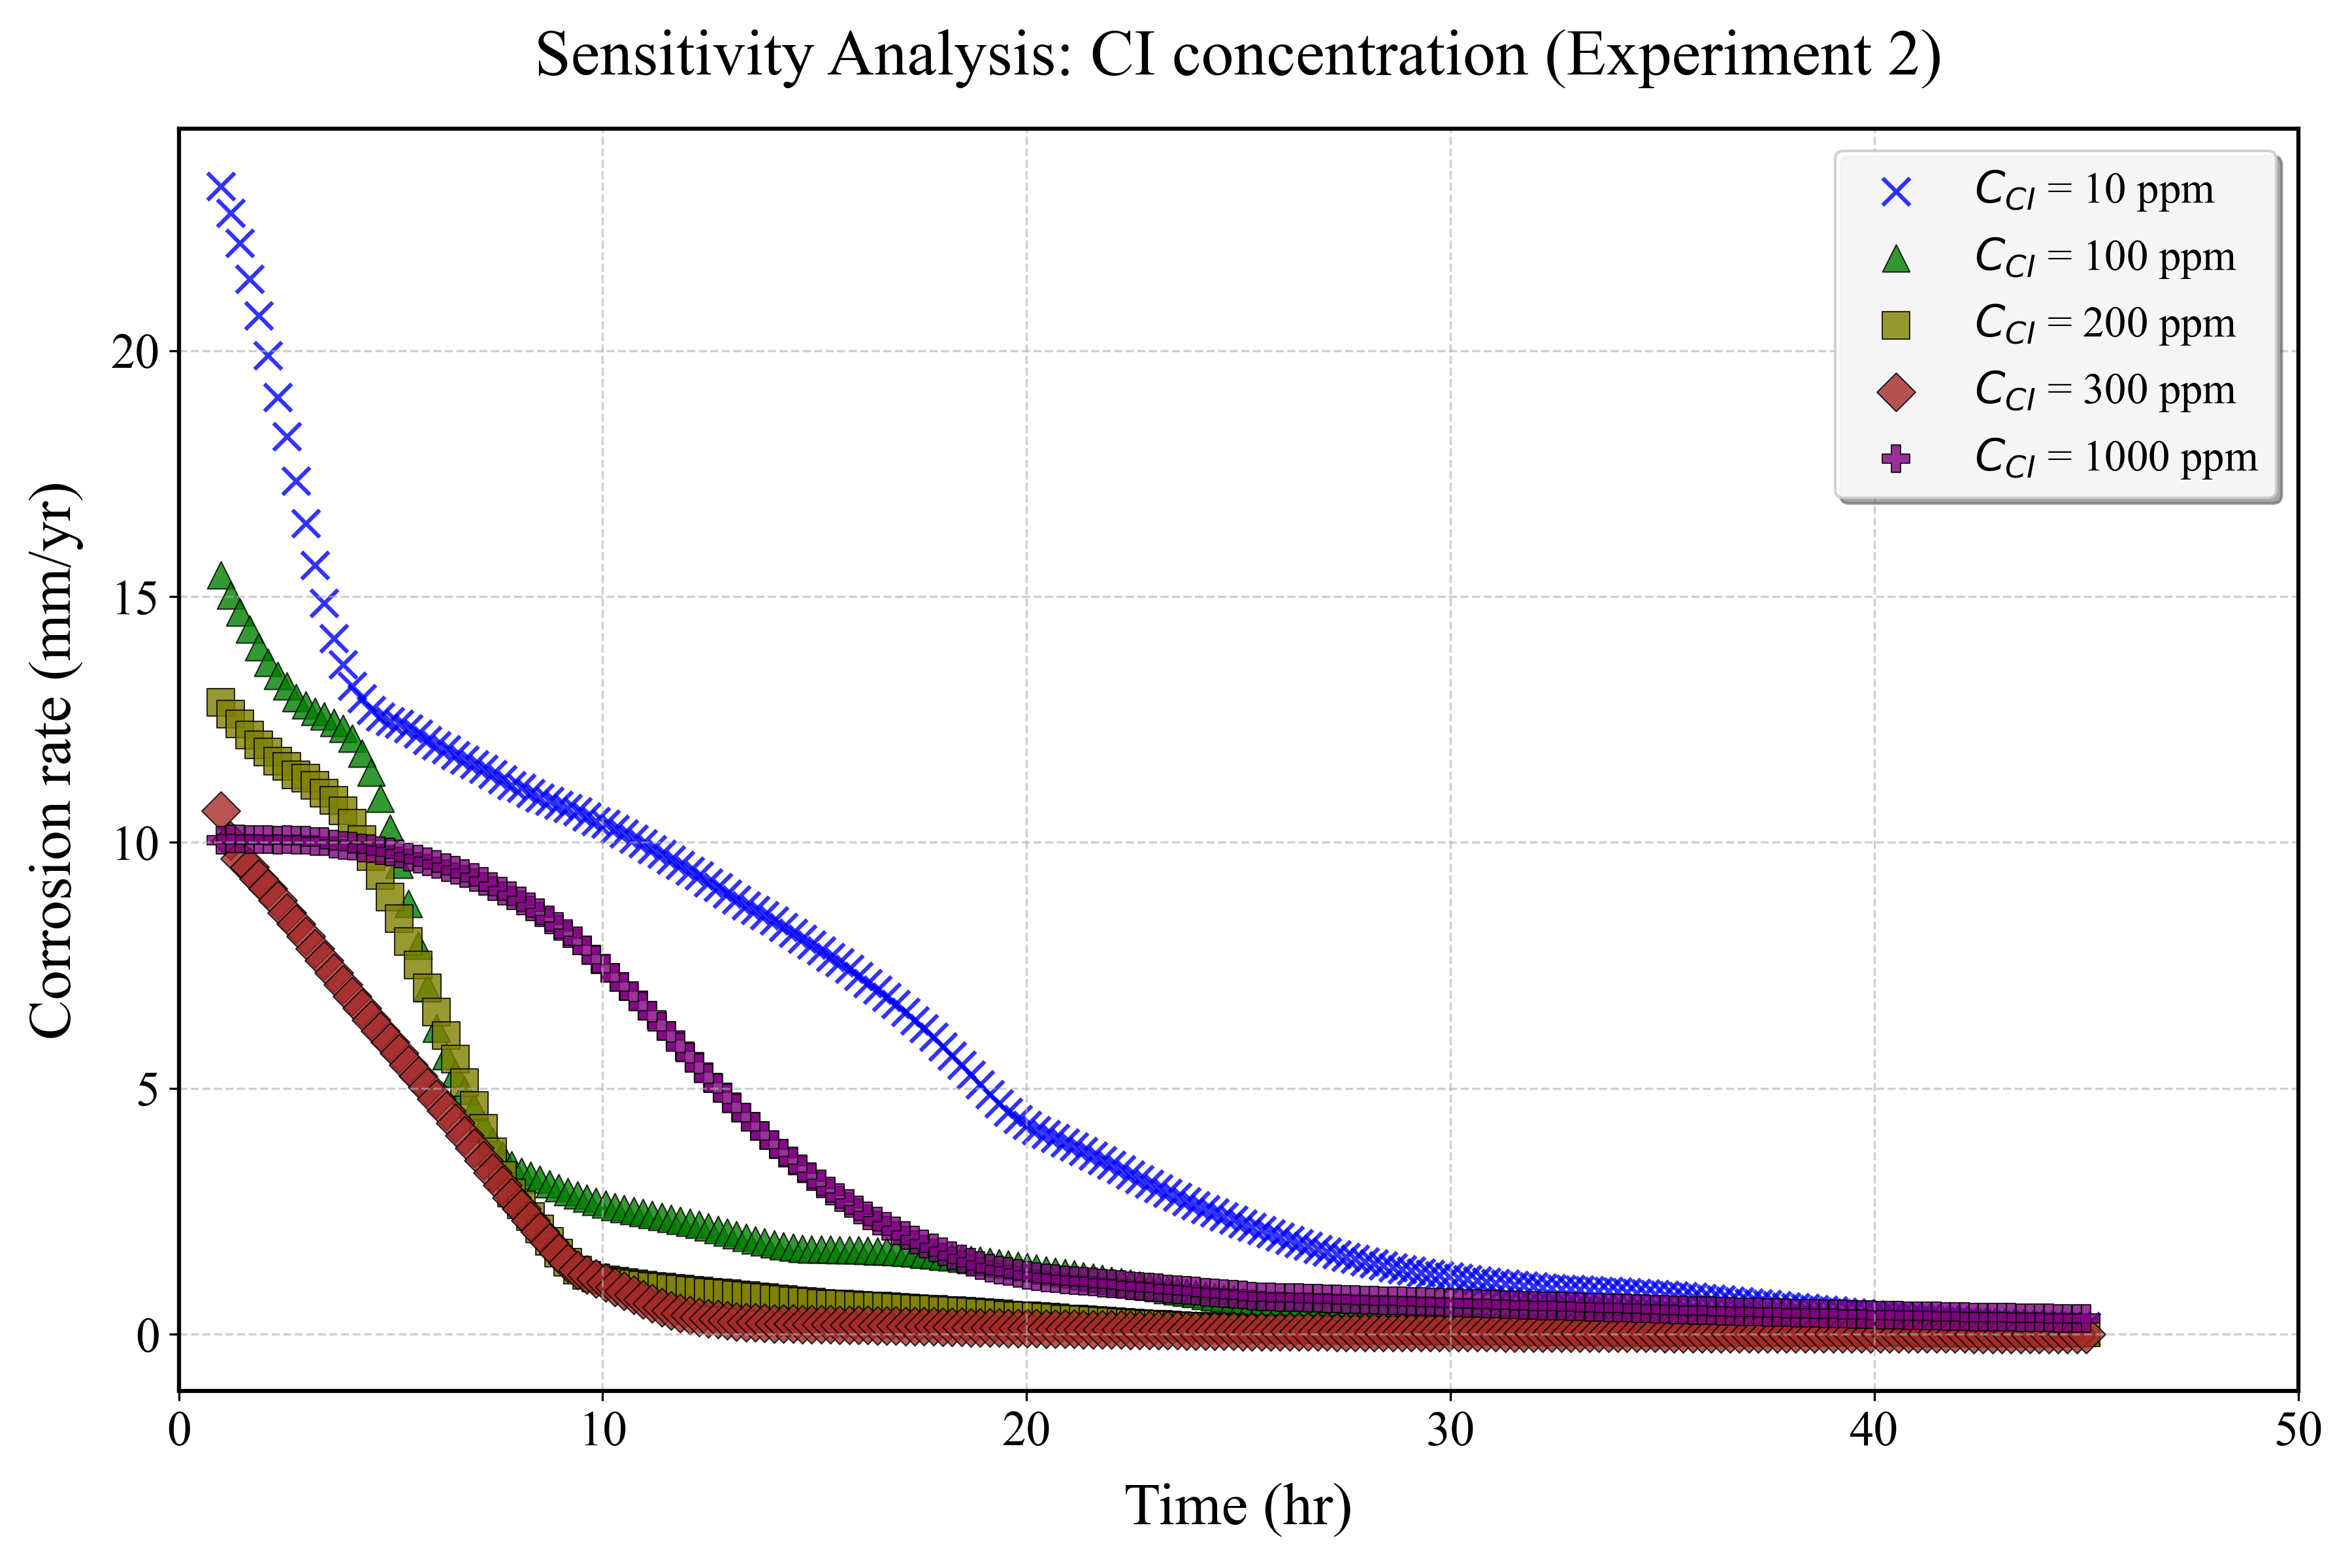 Sensitivity Analysis: CI concentration (Experiment 2)
C_CI = 10 ppm
C_CI = 100 ppm
C_CI = 200 ppm
C_CI = 300 ppm
C_CI = 1000 ppm
Corrosion rate (mm/yr)
20
15
10
5
0
0 10 20 30 40 50
Time (hr)